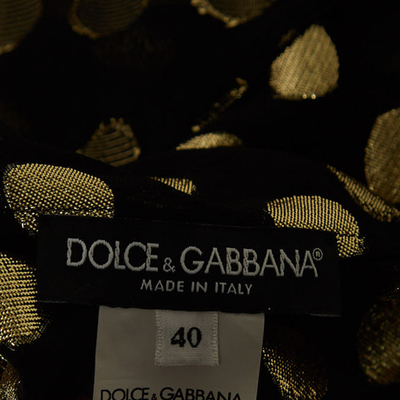 DOLCE & GABBANA®
MADE IN ITALY
40
DOLCE & GABBANA